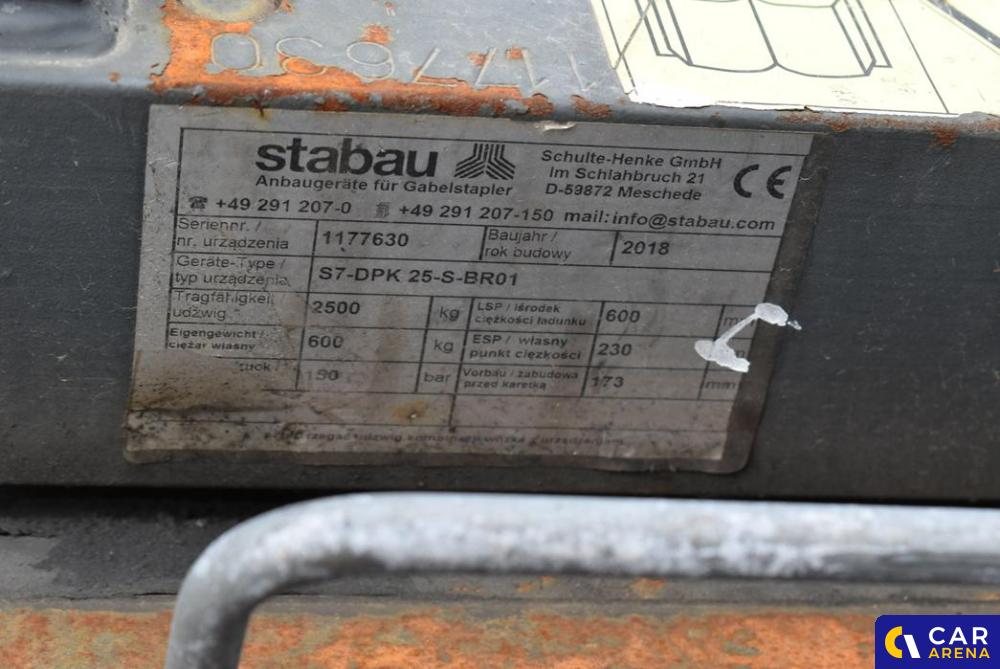 1177630
stabau
Anbaugeräte für Gabelstapler
Schulte-Henke GmbH
Im Schlahbruch 21
D-59872 Meschede
CE
+49 291 207-0 +49 291 207-150 mail: info@stabau.com
Seriennr. /
nr. urządzenia
1177630
Baujahr /
rok budowy
2018
Geräte-Type /
typ urządzenia
S7-DPK 25-S-BR01
Tragfähigkeit
udźwig
2500 kg
LSP / środek
ciężkości ładunku
600
Eigengewicht /
ciężar własny
600 kg
ESP / własny
punkt ciężkości
230
bar
Vorbau / zabudowa
przed karetką
173 mm
CAR
ARENA